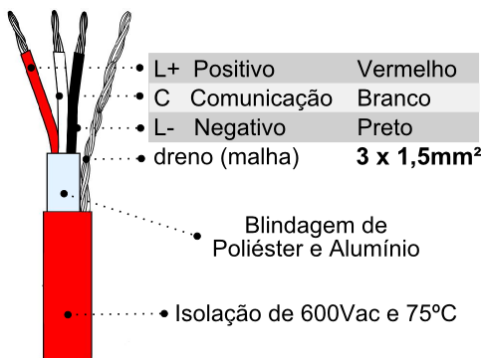 L+ Positivo Vermelho
C Comunicação Branco
L- Negativo Preto
dreno (malha) 3 x 1,5mm²
Blindagem de
Poliéster e Alumínio
Isolação de 600Vac e 75ºC